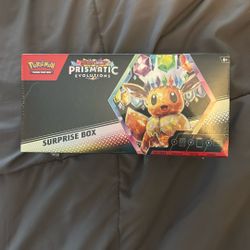 Pokémon
TRADING CARD GAME
PRISMATIC
EVOLUTIONS
SURPRISE BOX